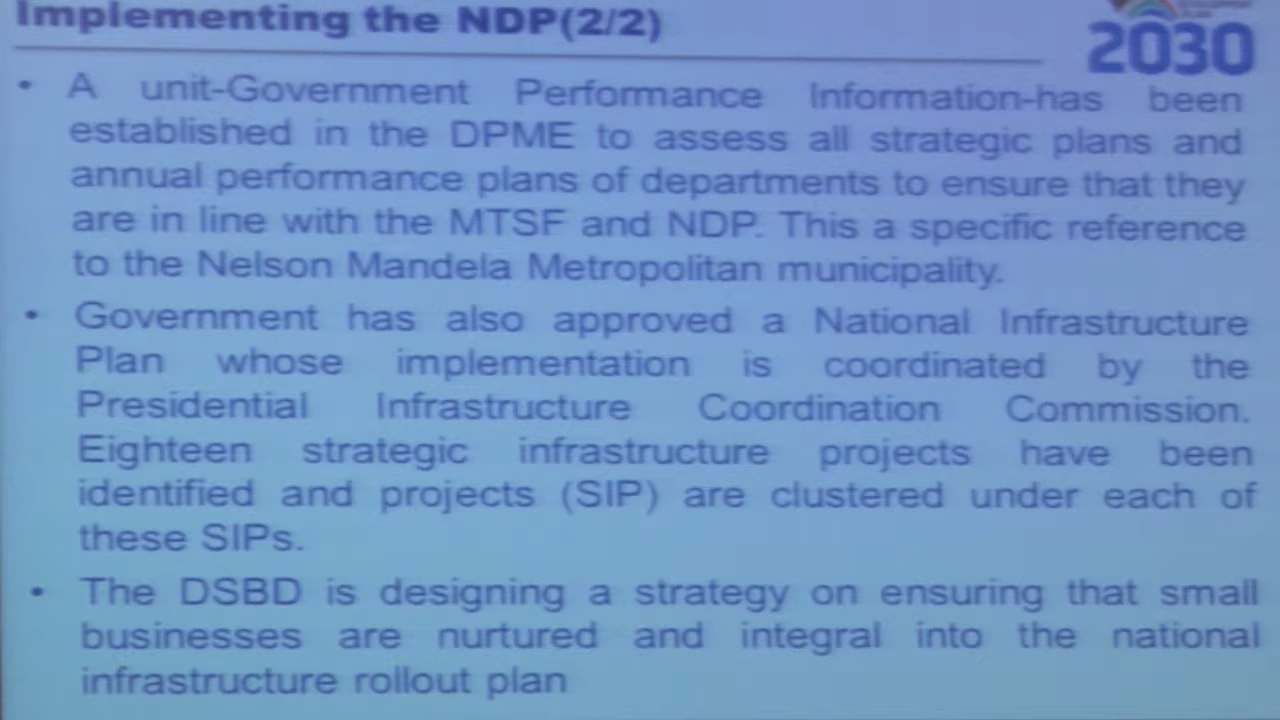 Implementing the NDP(2/2)
2030
• A unit-Government Performance Information-has been
established in the DPME to assess all strategic plans and
annual performance plans of departments to ensure that they
are in line with the MTSF and NDP. This a specific reference
to the Nelson Mandela Metropolitan municipality.
• Government has also approved a National Infrastructure
Plan whose implementation is coordinated by the
Presidential Infrastructure Coordination Commission.
Eighteen strategic infrastructure projects have been
identified and projects (SIP) are clustered under each of
these SIPs.
• The DSBD is designing a strategy on ensuring that small
businesses are nurtured and integral into the national
infrastructure rollout plan